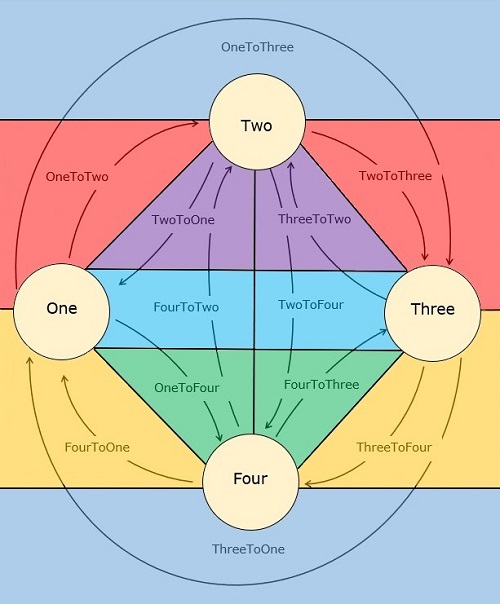 OneToThree
Two
OneToTwo
TwoToThree
TwoToOne
ThreeToTwo
One
FourToTwo
TwoToFour
Three
OneToFour
FourToThree
FourToOne
ThreeToFour
Four
ThreeToOne